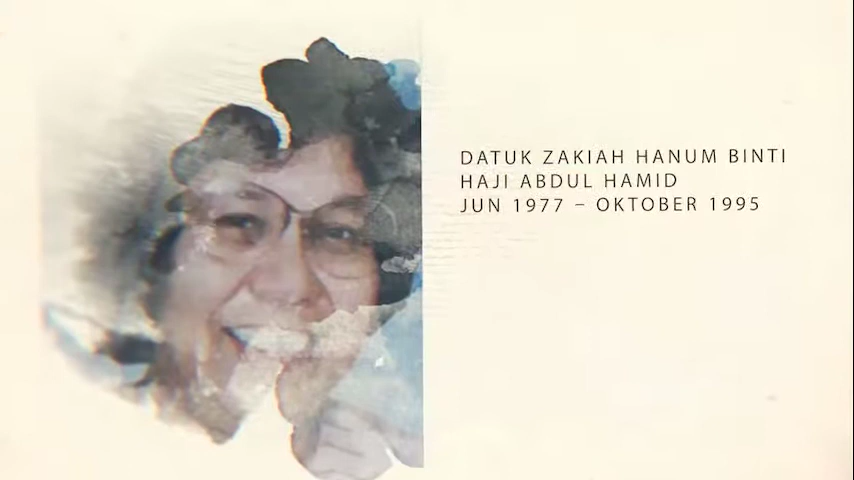 DATUK ZAKIAH HANUM BINTI
HAJI ABDUL HAMID
JUN 1977 – OKTOBER 1995